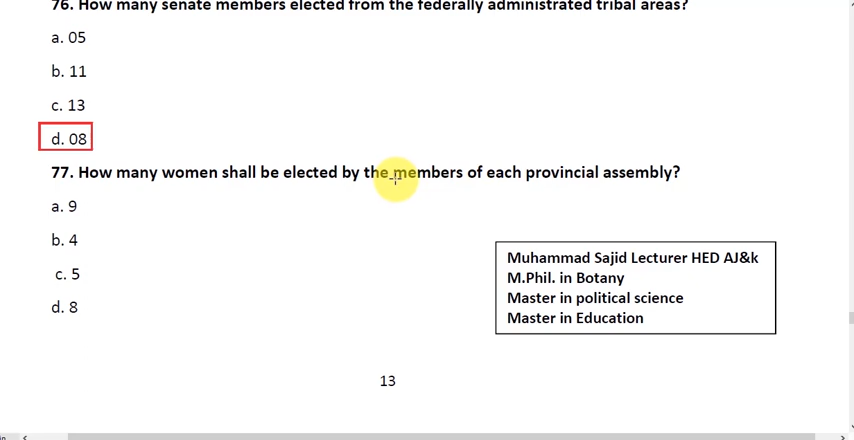 76. How many senate members elected from the federally administrated tribal areas?
a. 05
b. 11
c. 13
d. 08
77. How many women shall be elected by the members of each provincial assembly?
a. 9
b. 4
c. 5
d. 8
Muhammad Sajid Lecturer HED AJ&k
M.Phil. in Botany
Master in political science
Master in Education
13